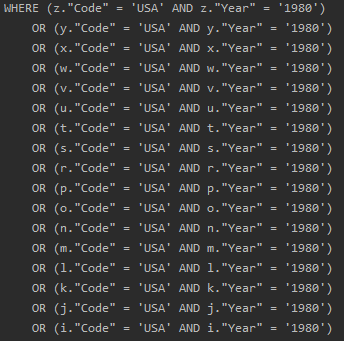 WHERE (z."Code" = 'USA' AND z."Year" = '1980')
OR (y."Code" = 'USA' AND y."Year" = '1980')
OR (x."Code" = 'USA' AND x."Year" = '1980')
OR (w."Code" = 'USA' AND w."Year" = '1980')
OR (v."Code" = 'USA' AND v."Year" = '1980')
OR (u."Code" = 'USA' AND u."Year" = '1980')
OR (t."Code" = 'USA' AND t."Year" = '1980')
OR (s."Code" = 'USA' AND s."Year" = '1980')
OR (r."Code" = 'USA' AND r."Year" = '1980')
OR (p."Code" = 'USA' AND p."Year" = '1980')
OR (o."Code" = 'USA' AND o."Year" = '1980')
OR (n."Code" = 'USA' AND n."Year" = '1980')
OR (m."Code" = 'USA' AND m."Year" = '1980')
OR (l."Code" = 'USA' AND l."Year" = '1980')
OR (k."Code" = 'USA' AND k."Year" = '1980')
OR (j."Code" = 'USA' AND j."Year" = '1980')
OR (i."Code" = 'USA' AND i."Year" = '1980')